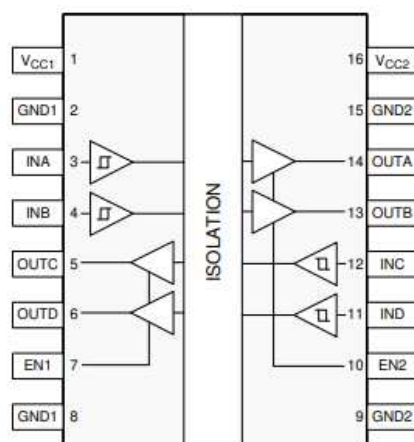 VCC1 1 16 VCC2
GND1 2 15 GND2
INA 3 14 OUTA
INB 4 13 OUTB
OUTC 5 12 INC
OUTD 6 11 IND
EN1 7 10 EN2
GND1 8 9 GND2
ISOLATION